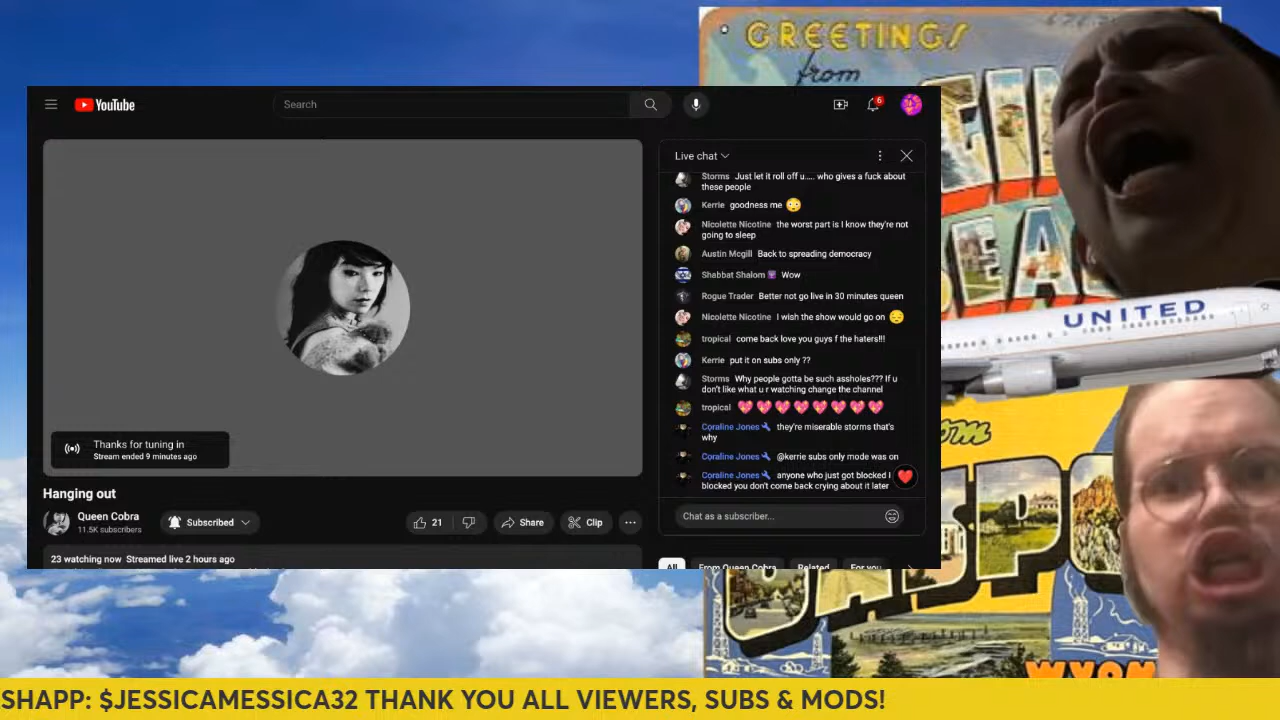 GREETINGS
from
YouTube
Search
6
Live chat
Storms Just let it roll off u..... who gives a fuck about
these people
Kerrie goodness me
Nicolette Nicotine the worst part is I know they're not
going to sleep
Austin Mcgill Back to spreading democracy
Shabbat Shalom Wow
Rogue Trader Better not go live in 30 minutes queen
Nicolette Nicotine I wish the show would go on
tropical come back love you guys f the haters!!!
Kerrie put it on subs only ??
Storms Why people gotta be such assholes??? If u
don't like what u r watching change the channel
tropical
Coraline Jones they're miserable storms that's
why
Coraline Jones @kerrie subs only mode was on
Coraline Jones anyone who just got blocked I
blocked you don't come back crying about it later
Chat as a subscriber...
Thanks for tuning in
Stream ended 9 minutes ago
Hanging out
Queen Cobra
11.5K subscribers
Subscribed
21
Share
Clip
23 watching now Streamed live 2 hours ago
All From Queen Cobra Related For you
UNITED
SHAPP: $JESSICAMESSICA32 THANK YOU ALL VIEWERS, SUBS & MODS!